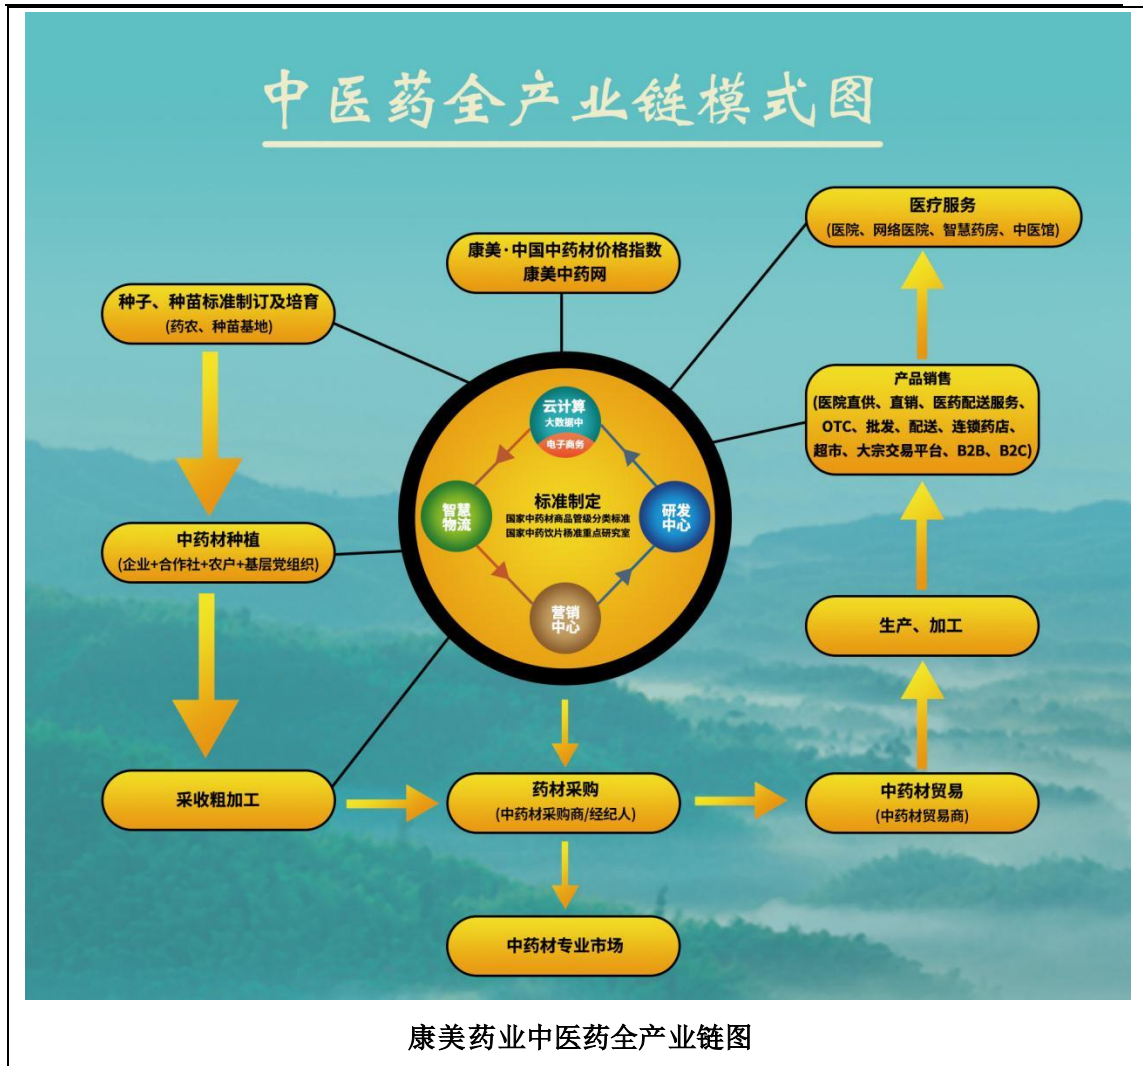 中医药全产业链模式图
医疗服务
(医院、网络医院、智慧药房、中医馆)
康美·中国中药材价格指数
康美中药网
种子、种苗标准制订及培育
(药农、种苗基地)
产品销售
(医院直供、直销、医药配送服务、
OTC、批发、配送、连锁药店、
超市、大宗交易平台、B2B、B2C)
云计算
大数据中
电子商务
智慧
物流
标准制定
国家中药材商品管级分类标准
国家中药饮片杨准重点研究室
研发
中心
营销
中心
中药材种植
(企业+合作社+农户+基层党组织)
生产、加工
采收粗加工
药材采购
(中药材采购商/经纪人)
中药材贸易
(中药材贸易商)
中药材专业市场
康美药业中医药全产业链图